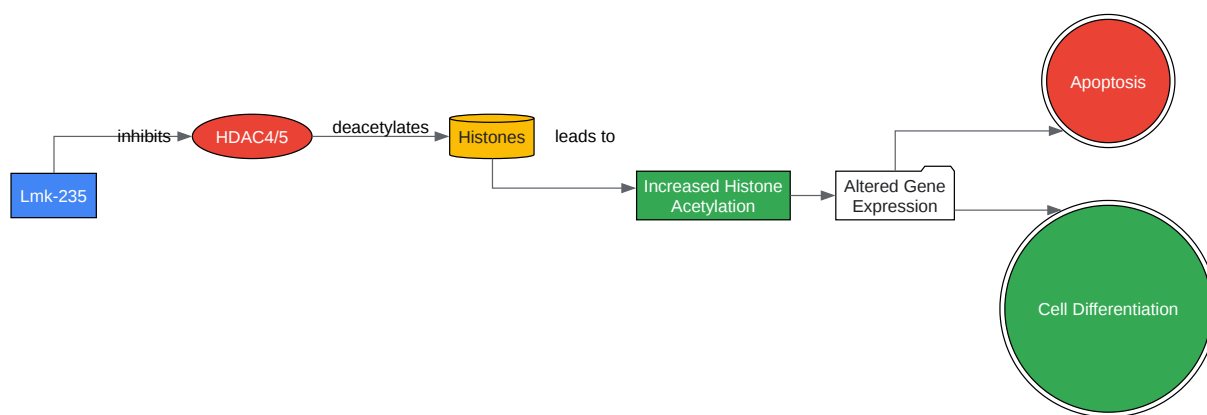 Lmk-235
inhibits
HDAC4/5
deacetylates
Histones
leads to
Increased Histone
Acetylation
Altered Gene
Expression
Apoptosis
Cell Differentiation